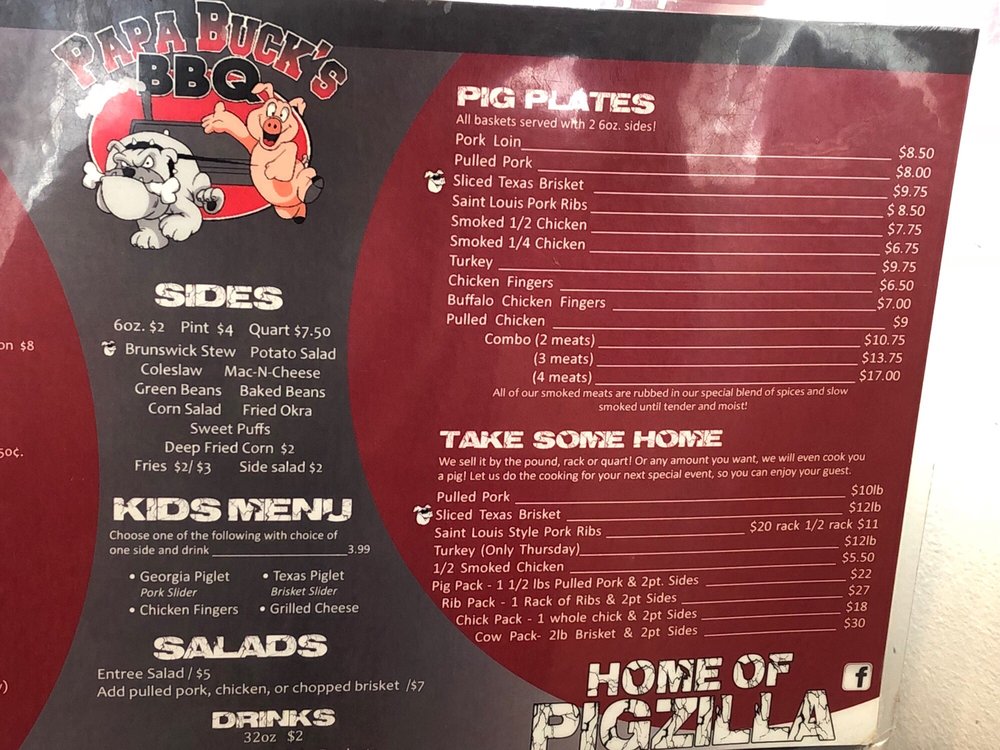 PAPA BUCK'S
BBQ
SIDES
6oz. $2 Pint $4 Quart $7.50
Brunswick Stew Potato Salad
Coleslaw Mac-N-Cheese
Green Beans Baked Beans
Corn Salad Fried Okra
Sweet Puffs
Deep Fried Corn $2
Fries $2/$3 Side salad $2
KIDS MENU
Choose one of the following with choice of
one side and drink 3.99
• Georgia Piglet • Texas Piglet
Pork Slider Brisket Slider
• Chicken Fingers • Grilled Cheese
SALADS
Entree Salad / $5
Add pulled pork, chicken, or chopped brisket /$7
DRINKS
32oz $2
on $8
50¢.
PIG PLATES
All baskets served with 2 6oz. sides!
Pork Loin $8.50
Pulled Pork $8.00
Sliced Texas Brisket $9.75
Saint Louis Pork Ribs $8.50
Smoked 1/2 Chicken $7.75
Smoked 1/4 Chicken $6.75
Turkey $9.75
Chicken Fingers $6.50
Buffalo Chicken Fingers $7.00
Pulled Chicken $9
Combo (2 meats) $10.75
(3 meats) $13.75
(4 meats) $17.00
All of our smoked meats are rubbed in our special blend of spices and slow
smoked until tender and moist!
TAKE SOME HOME
We sell it by the pound, rack or quart! Or any amount you want, we will even cook you
a pig! Let us do the cooking for your next special event, so you can enjoy your guest.
Pulled Pork $10lb
Sliced Texas Brisket $12lb
Saint Louis Style Pork Ribs $20 rack 1/2 rack $11
Turkey (Only Thursday) $12lb
1/2 Smoked Chicken $5.50
Pig Pack - 1 1/2 lbs Pulled Pork & 2pt. Sides $22
Rib Pack - 1 Rack of Ribs & 2pt Sides $27
Chick Pack - 1 whole chick & 2pt Sides $18
Cow Pack- 2lb Brisket & 2pt Sides $30
HOME OF
PIGZILLA
f